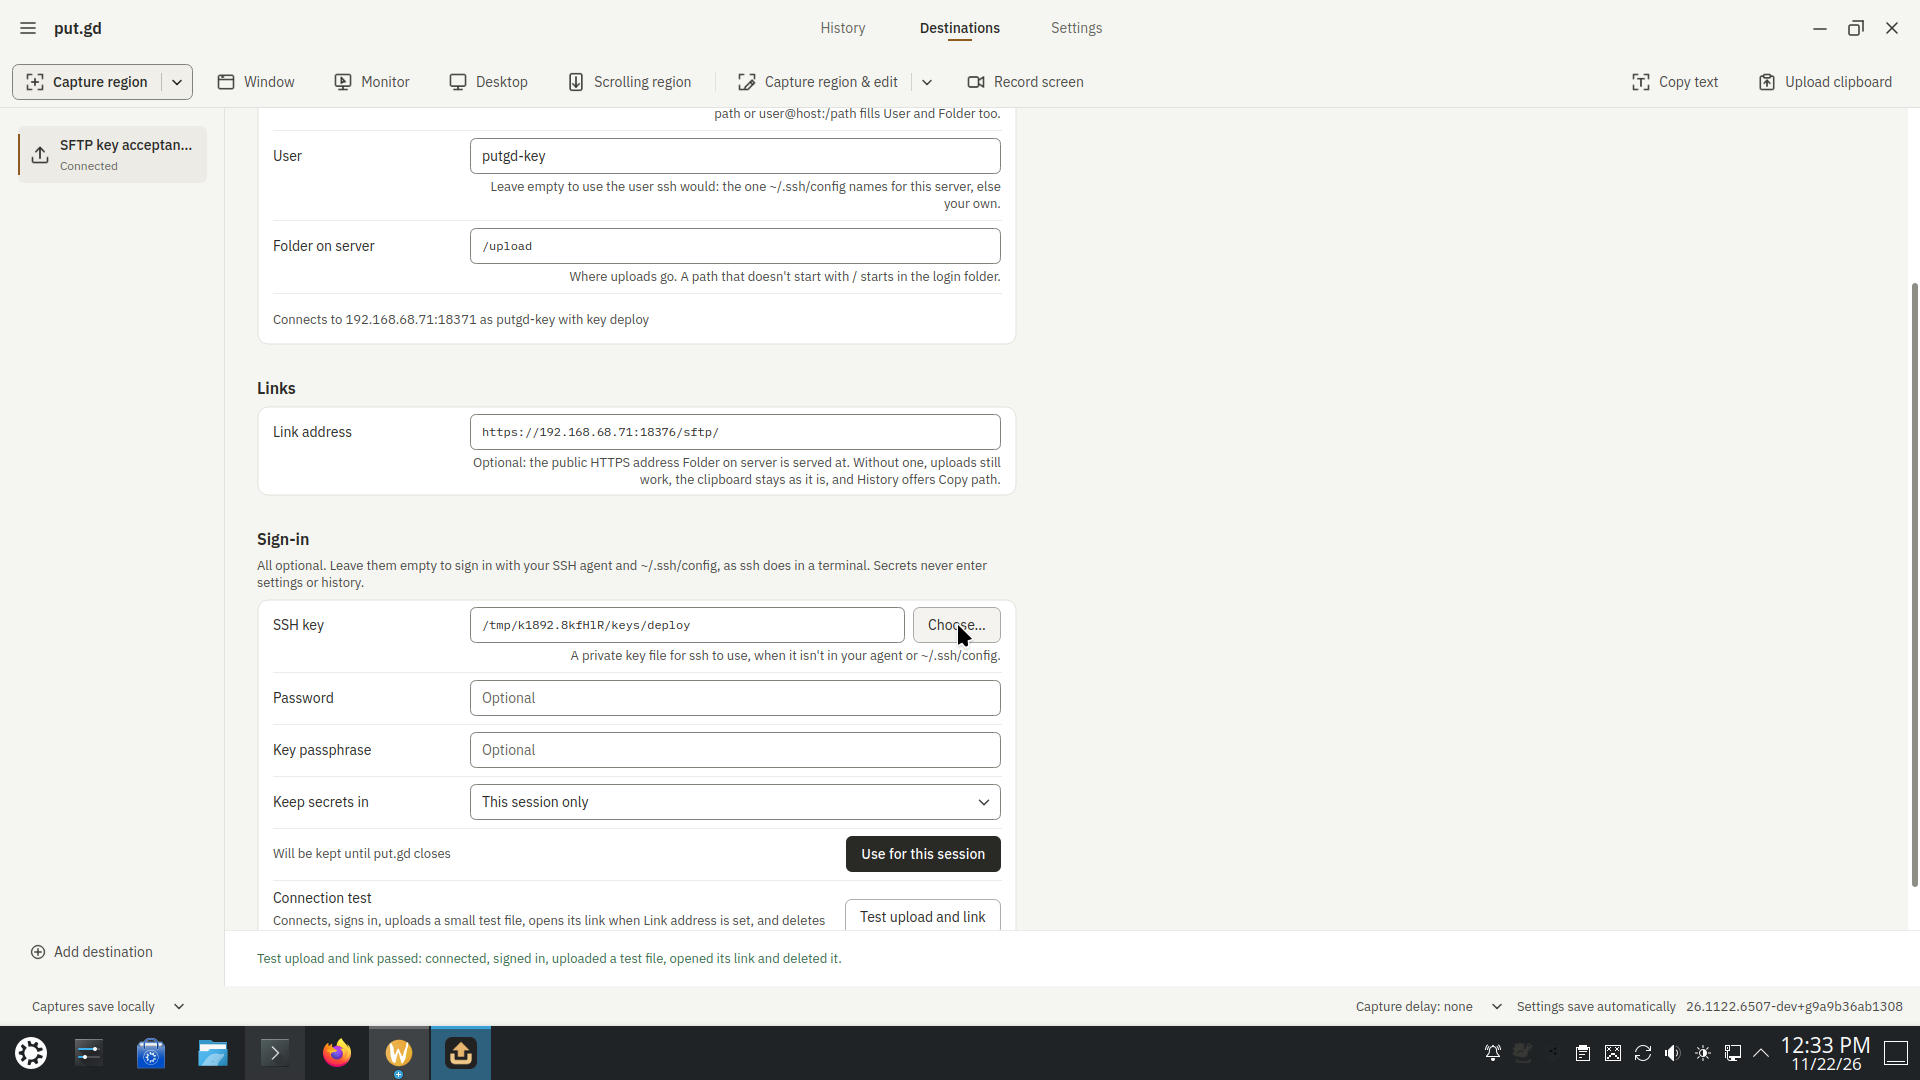 put.gd
History
Destinations
Settings
Capture region
Window
Monitor
Desktop
Scrolling region
Capture region & edit
Record screen
Copy text
Upload clipboard
SFTP key acceptan...
Connected
path or user@host:/path fills User and Folder too.
User
putgd-key
Leave empty to use the user ssh would: the one ~/.ssh/config names for this server, else
your own.
Folder on server
/upload
Where uploads go. A path that doesn't start with / starts in the login folder.
Connects to 192.168.68.71:18371 as putgd-key with key deploy
Links
Link address
https://192.168.68.71:18376/sftp/
Optional: the public HTTPS address Folder on server is served at. Without one, uploads still
work, the clipboard stays as it is, and History offers Copy path.
Sign-in
All optional. Leave them empty to sign in with your SSH agent and ~/.ssh/config, as ssh does in a terminal. Secrets never enter
settings or history.
SSH key
/tmp/k1892.8kfHlR/keys/deploy
Choose...
A private key file for ssh to use, when it isn't in your agent or ~/.ssh/config.
Password
Optional
Key passphrase
Optional
Keep secrets in
This session only
Will be kept until put.gd closes
Use for this session
Connection test
Connects, signs in, uploads a small test file, opens its link when Link address is set, and deletes
Test upload and link
Add destination
Test upload and link passed: connected, signed in, uploaded a test file, opened its link and deleted it.
Captures save locally
Capture delay: none
Settings save automatically
26.1122.6507-dev+g9a9b36ab1308
12:33 PM
11/22/26